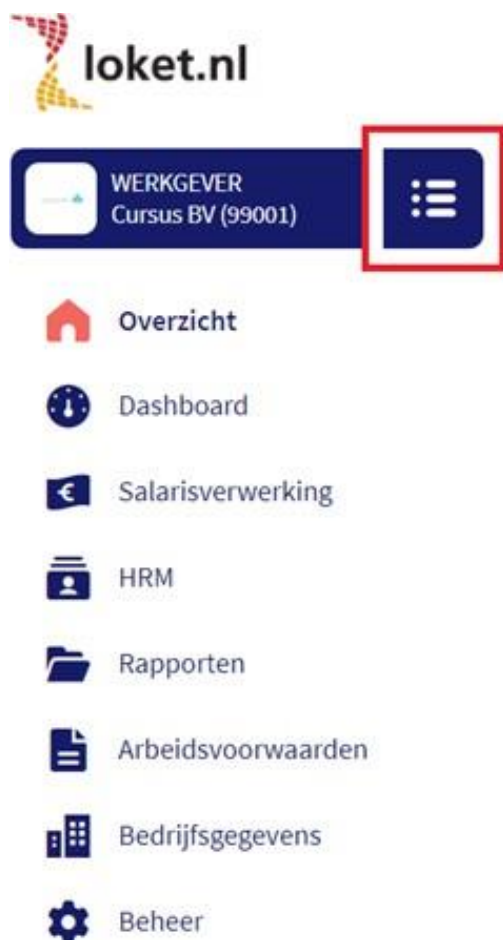 loket.nl
WERKGEVER
Cursus BV (99001)
Overzicht
Dashboard
Salarisverwerking
HRM
Rapporten
Arbeidsvoorwaarden
Bedrijfsgegevens
Beheer